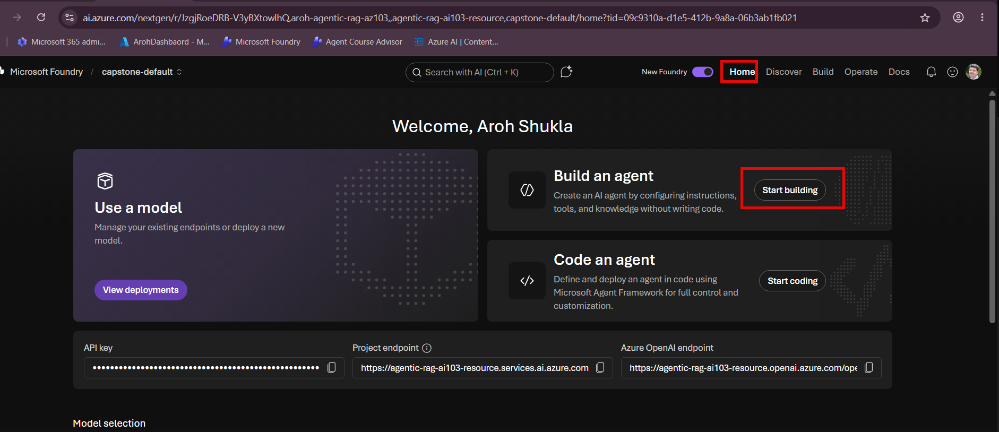 ai.azure.com/nextgen/r/JzgjRoeDRB-V3yBXtowlhQ,aroh-agentic-rag-az103,,agentic-rag-ai103-resource,capstone-default/home?tid=09c9310a-d1e5-412b-9a8a-06b3ab1fb021
Microsoft 365 admi... ArohDashbaord - M... Microsoft Foundry Agent Course Advisor Azure AI | Content...
Microsoft Foundry / capstone-default Search with AI (Ctrl + K) New Foundry Home Discover Build Operate Docs
Welcome, Aroh Shukla
Use a model
Manage your existing endpoints or deploy a new
model.
View deployments
Build an agent
Create an AI agent by configuring instructions,
tools, and knowledge without writing code.
Start building
Code an agent
Define and deploy an agent in code using
Microsoft Agent Framework for full control and
customization.
Start coding
API key
Project endpoint
https://agentic-rag-ai103-resource.services.ai.azure.com
Azure OpenAI endpoint
https://agentic-rag-ai103-resource.openai.azure.com/ope
Model selection